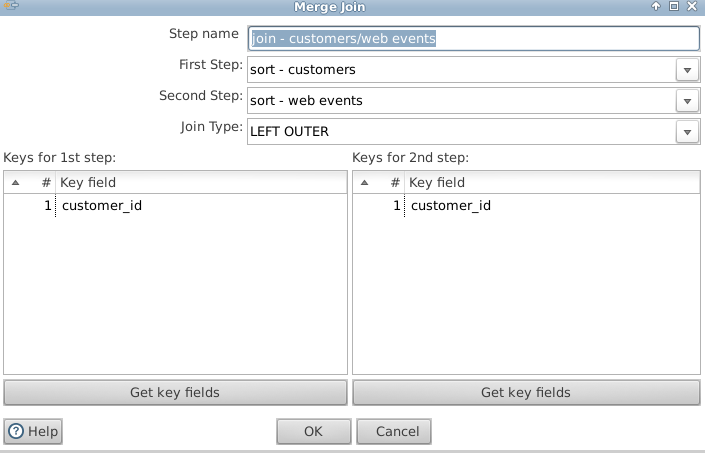 Merge Join
Step name join - customers/web events
First Step: sort - customers
Second Step: sort - web events
Join Type: LEFT OUTER
Keys for 1st step: Keys for 2nd step:
# Key field # Key field
1 customer_id 1 customer_id
Get key fields Get key fields
Help OK Cancel